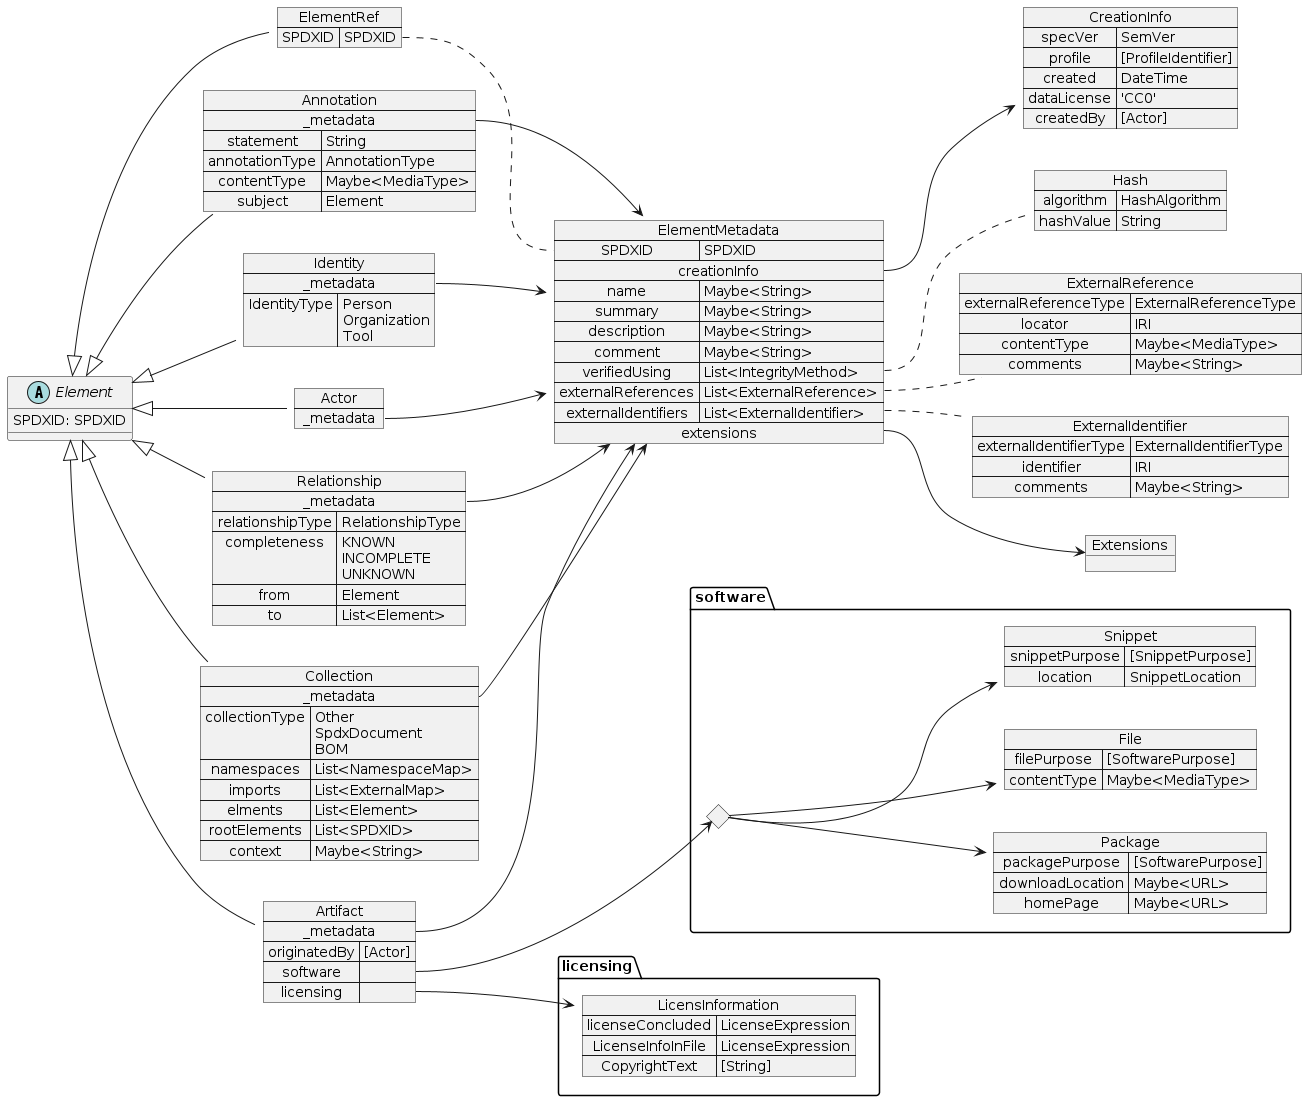 ElementRef
SPDXID SPDXID
Annotation
_metadata
statement String
annotationType AnnotationType
contentType Maybe<MediaType>
subject Element
Identity
_metadata
IdentityType Person
Organization
Tool
A Element
SPDXID: SPDXID
Actor
_metadata
Relationship
_metadata
relationshipType RelationshipType
completeness KNOWN
INCOMPLETE
UNKNOWN
from Element
to List<Element>
Collection
_metadata
collectionType Other
SpdxDocument
BOM
namespaces List<NamespaceMap>
imports List<ExternalMap>
elments List<Element>
rootElements List<SPDXID>
context Maybe<String>
Artifact
_metadata
originatedBy [Actor]
software
licensing
ElementMetadata
SPDXID SPDXID
creationInfo
name Maybe<String>
summary Maybe<String>
description Maybe<String>
comment Maybe<String>
verifiedUsing List<IntegrityMethod>
externalReferences List<ExternalReference>
externalIdentifiers List<ExternalIdentifier>
extensions
CreationInfo
specVer SemVer
profile [ProfileIdentifier]
created DateTime
dataLicense 'CC0'
createdBy [Actor]
Hash
algorithm HashAlgorithm
hashValue String
ExternalReference
externalReferenceType ExternalReferenceType
locator IRI
contentType Maybe<MediaType>
comments Maybe<String>
ExternalIdentifier
externalIdentifierType ExternalIdentifierType
identifier IRI
comments Maybe<String>
Extensions
software
Snippet
snippetPurpose [SnippetPurpose]
location SnippetLocation
File
filePurpose [SoftwarePurpose]
contentType Maybe<MediaType>
Package
packagePurpose [SoftwarePurpose]
downloadLocation Maybe<URL>
homePage Maybe<URL>
licensing
LicensInformation
licenseConcluded LicenseExpression
LicenseInfoInFile LicenseExpression
CopyrightText [String]